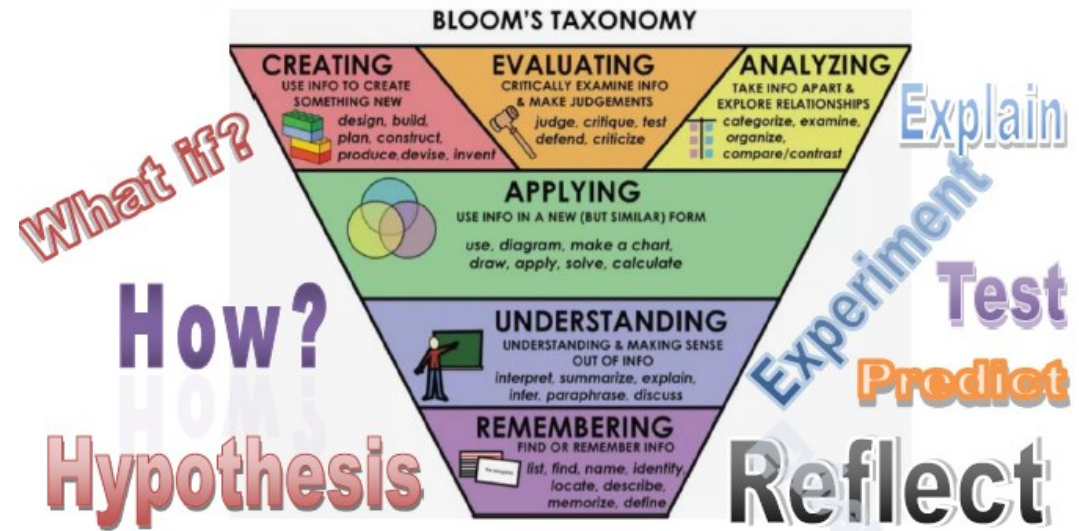 BLOOM'S TAXONOMY
CREATING
USE INFO TO CREATE
SOMETHING NEW
design, build,
plan, construct,
produce,devise, invent
EVALUATING
CRITICALLY EXAMINE INFO
& MAKE JUDGEMENTS
judge, critique, test
defend, criticize
ANALYZING
TAKE INFO APART &
EXPLORE RELATIONSHIPS
categorize, examine,
organize,
compare/contrast
What if?
Explain
APPLYING
USE INFO IN A NEW (BUT SIMILAR) FORM
use, diagram, make a chart,
draw, apply, solve, calculate
Experiment
How?
Test
UNDERSTANDING
UNDERSTANDING & MAKING SENSE
OUT OF INFO
interpret, summarize, explain,
infer, paraphrase, discuss
Predict
REMEMBERING
FIND OR REMEMBER INFO
list, find, name, identify,
locate, describe,
memorize, define
Hypothesis
Reflect